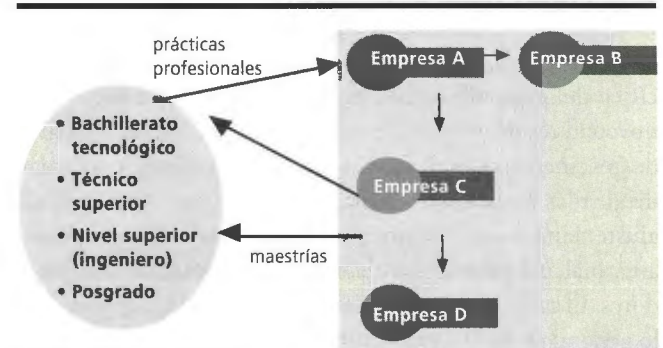 prácticas
profesionales
Empresa A
Empresa B
• Bachillerato
tecnológico
• Técnico
superior
• Nivel superior
(ingeniero)
• Posgrado
Empresa C
maestrías
Empresa D